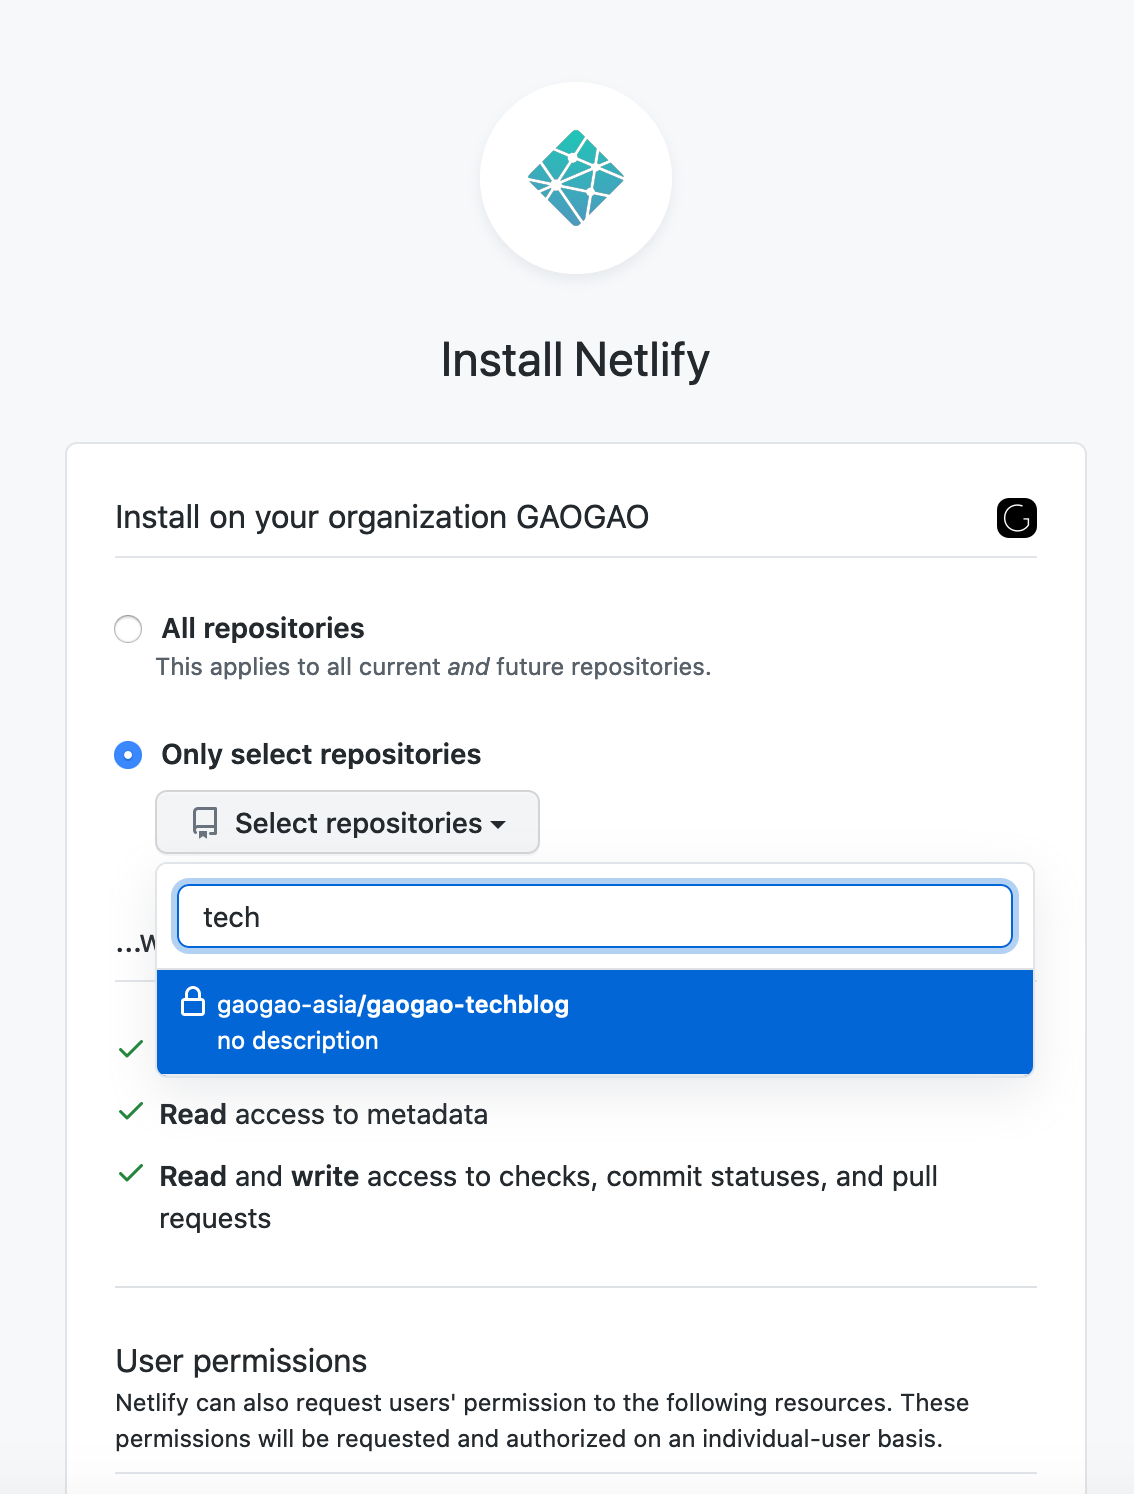 Install Netlify
Install on your organization GAOGAO
All repositories
This applies to all current and future repositories.
Only select repositories
Select repositories
tech
gaogao-asia/gaogao-techblog
no description
Read access to metadata
Read and write access to checks, commit statuses, and pull
requests
User permissions
Netlify can also request users' permission to the following resources. These
permissions will be requested and authorized on an individual-user basis.